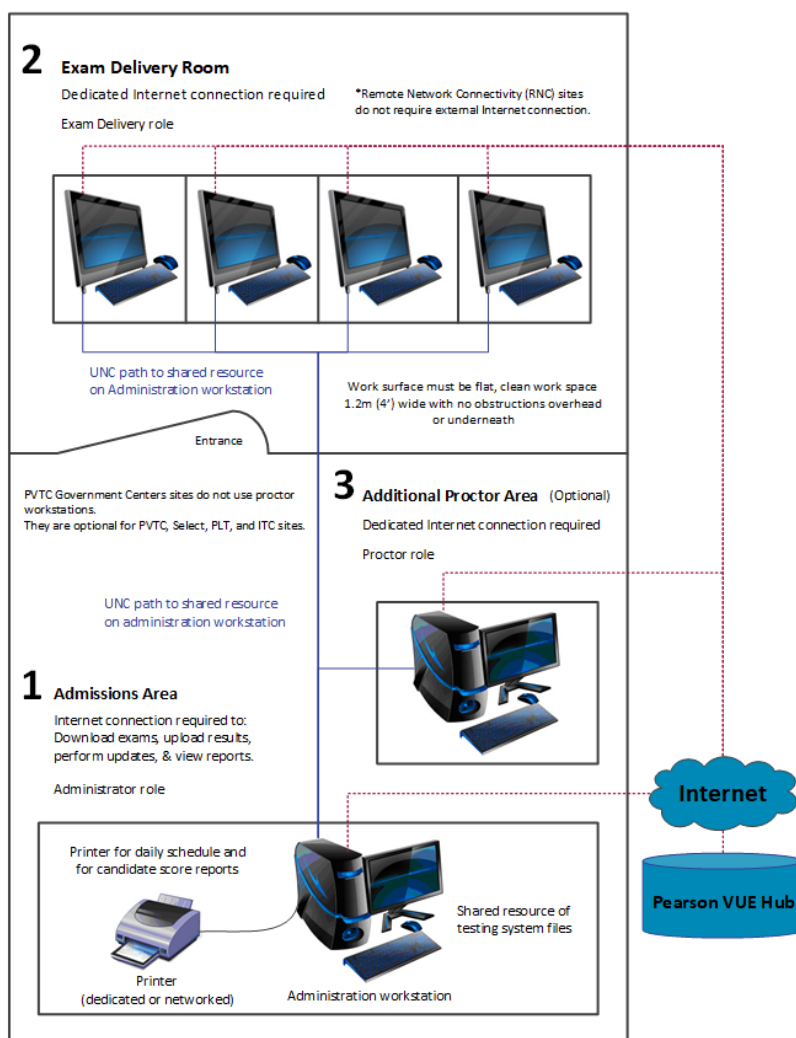 2 Exam Delivery Room
Dedicated Internet connection required
Exam Delivery role
*Remote Network Connectivity (RNC) sites
do not require external Internet connection.
UNC path to shared resource
on Administration workstation
Work surface must be flat, clean work space
1.2m (4') wide with no obstructions overhead
or underneath
Entrance
PVTC Government Centers sites do not use proctor
workstations.
They are optional for PVTC, Select, PLT, and ITC sites.
3 Additional Proctor Area (Optional)
Dedicated Internet connection required
Proctor role
UNC path to shared resource
on administration workstation
1 Admissions Area
Internet connection required to:
Download exams, upload results,
perform updates, & view reports.
Administrator role
Internet
Pearson VUE Hub
Printer for daily schedule and
for candidate score reports
Shared resource of
testing system files
Printer
(dedicated or networked)
Administration workstation